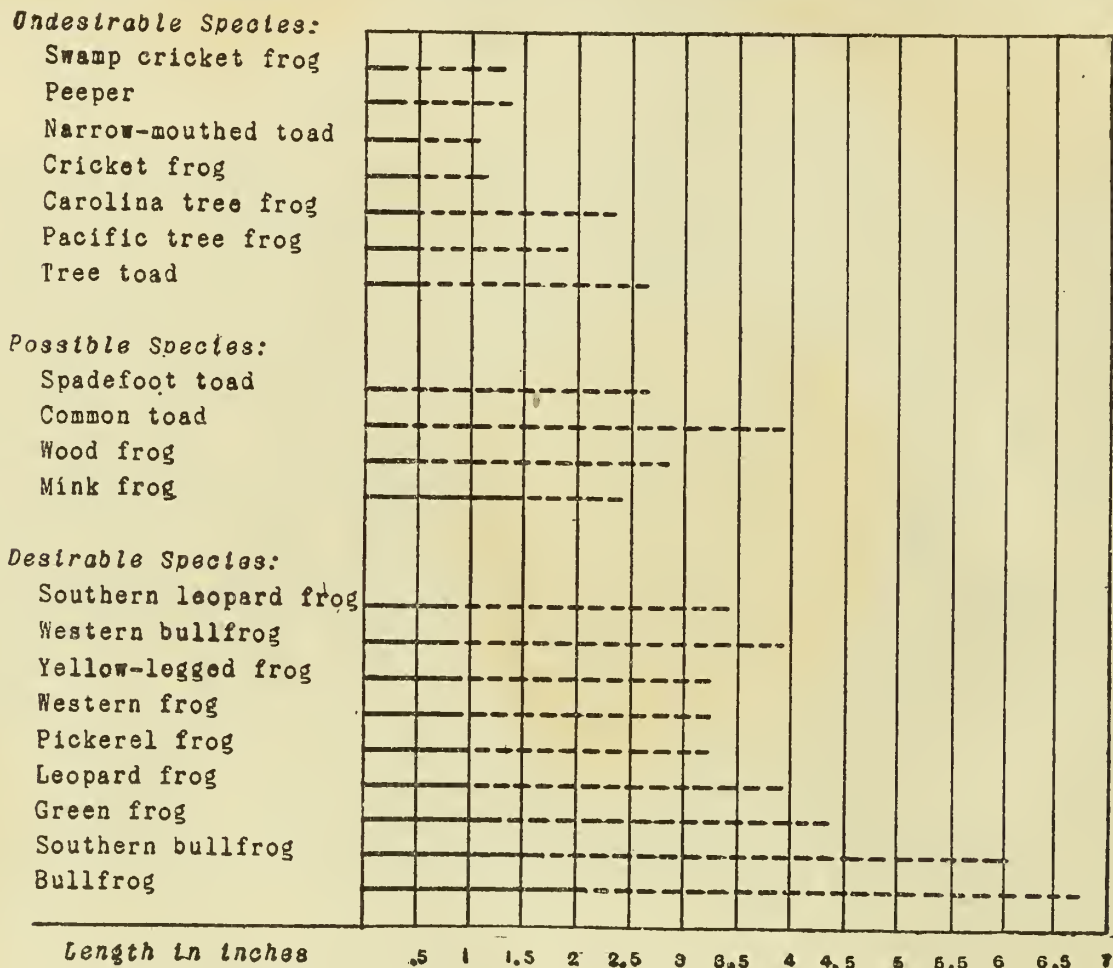 Undesirable Species:
Swamp cricket frog
Peeper
Narrow-mouthed toad
Cricket frog
Carolina tree frog
Pacific tree frog
Tree toad
Possible Species:
Spadefoot toad
Common toad
Wood frog
Mink frog
Desirable Species:
Southern leopard frog
Western bullfrog
Yellow-legged frog
Western frog
Pickerel frog
Leopard frog
Green frog
Southern bullfrog
Bullfrog
Length in inches .5 1 1.5 2 2.5 3 3.5 4 4.5 5 5.5 6 6.5 7